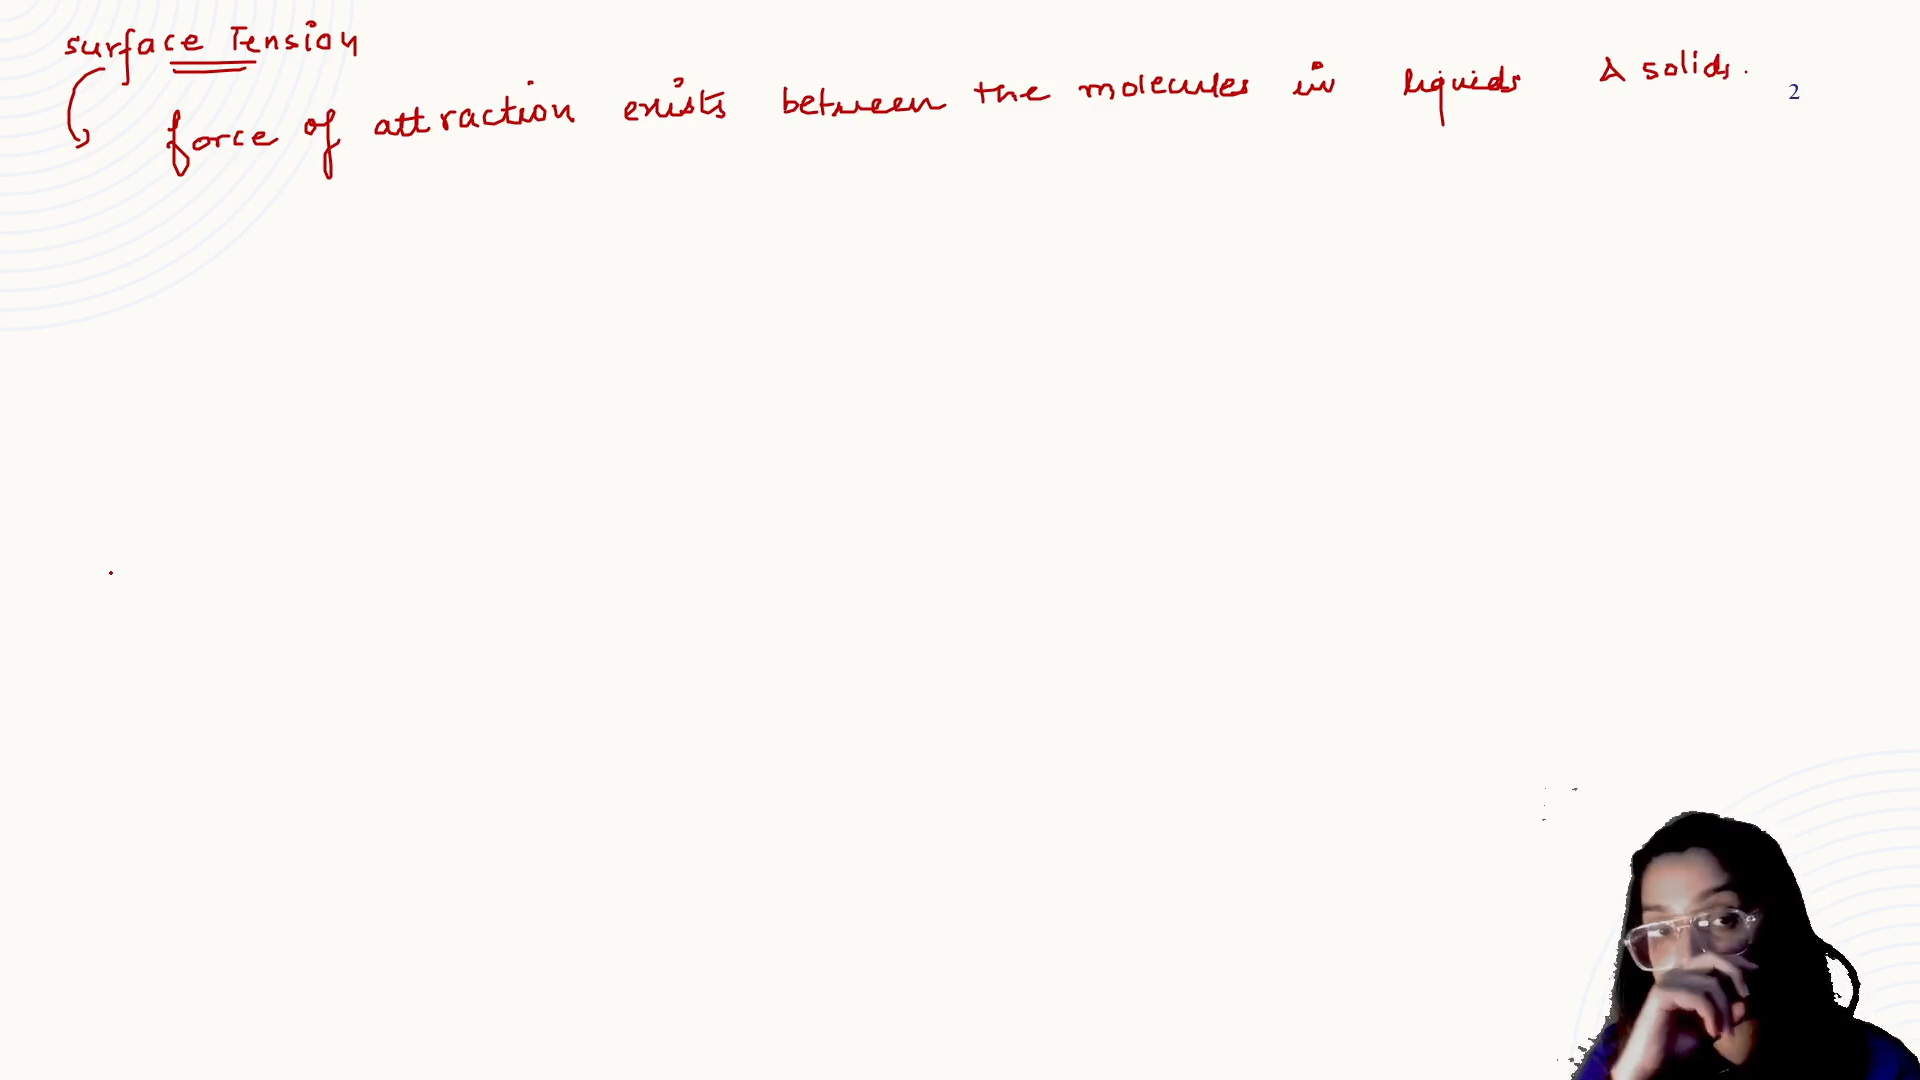 surface Tension
force of attraction exists between the molecules in liquids & solids.
2